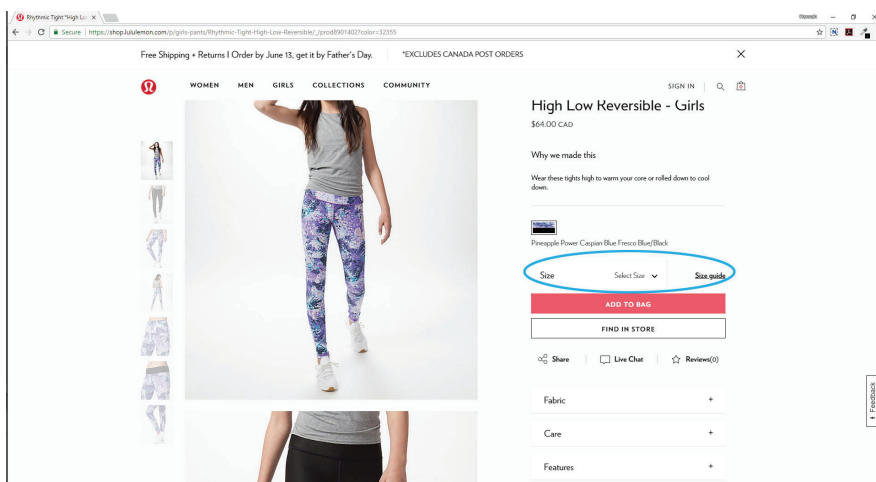 Rhythmic Tight "High Lo
Secure | https://shop.lululemon.com/p/girls-pants/Rhythmic-Tight-High-Low-Reversible/_/prod8901402?color=32355
Free Shipping + Returns I Order by June 13, get it by Father's Day. *EXCLUDES CANADA POST ORDERS
WOMEN MEN GIRLS COLLECTIONS COMMUNITY SIGN IN
High Low Reversible - Girls
$64.00 CAD
Why we made this
Wear these tights high to warm your core or rolled down to cool
down.
Pineapple Power Caspian Blue Fresco Blue/Black
Size Select Size Size guide
ADD TO BAG
FIND IN STORE
Share Live Chat Reviews(0)
Fabric +
Care +
Features +
+ Feedback